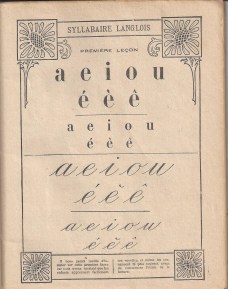 SYLLABAIRE LANGLOIS
PREMIÈRE LEÇON
a e i o u
é è ê
a e i o u
é è ê
a e i o u
é è ê
a e i o u
é è ê